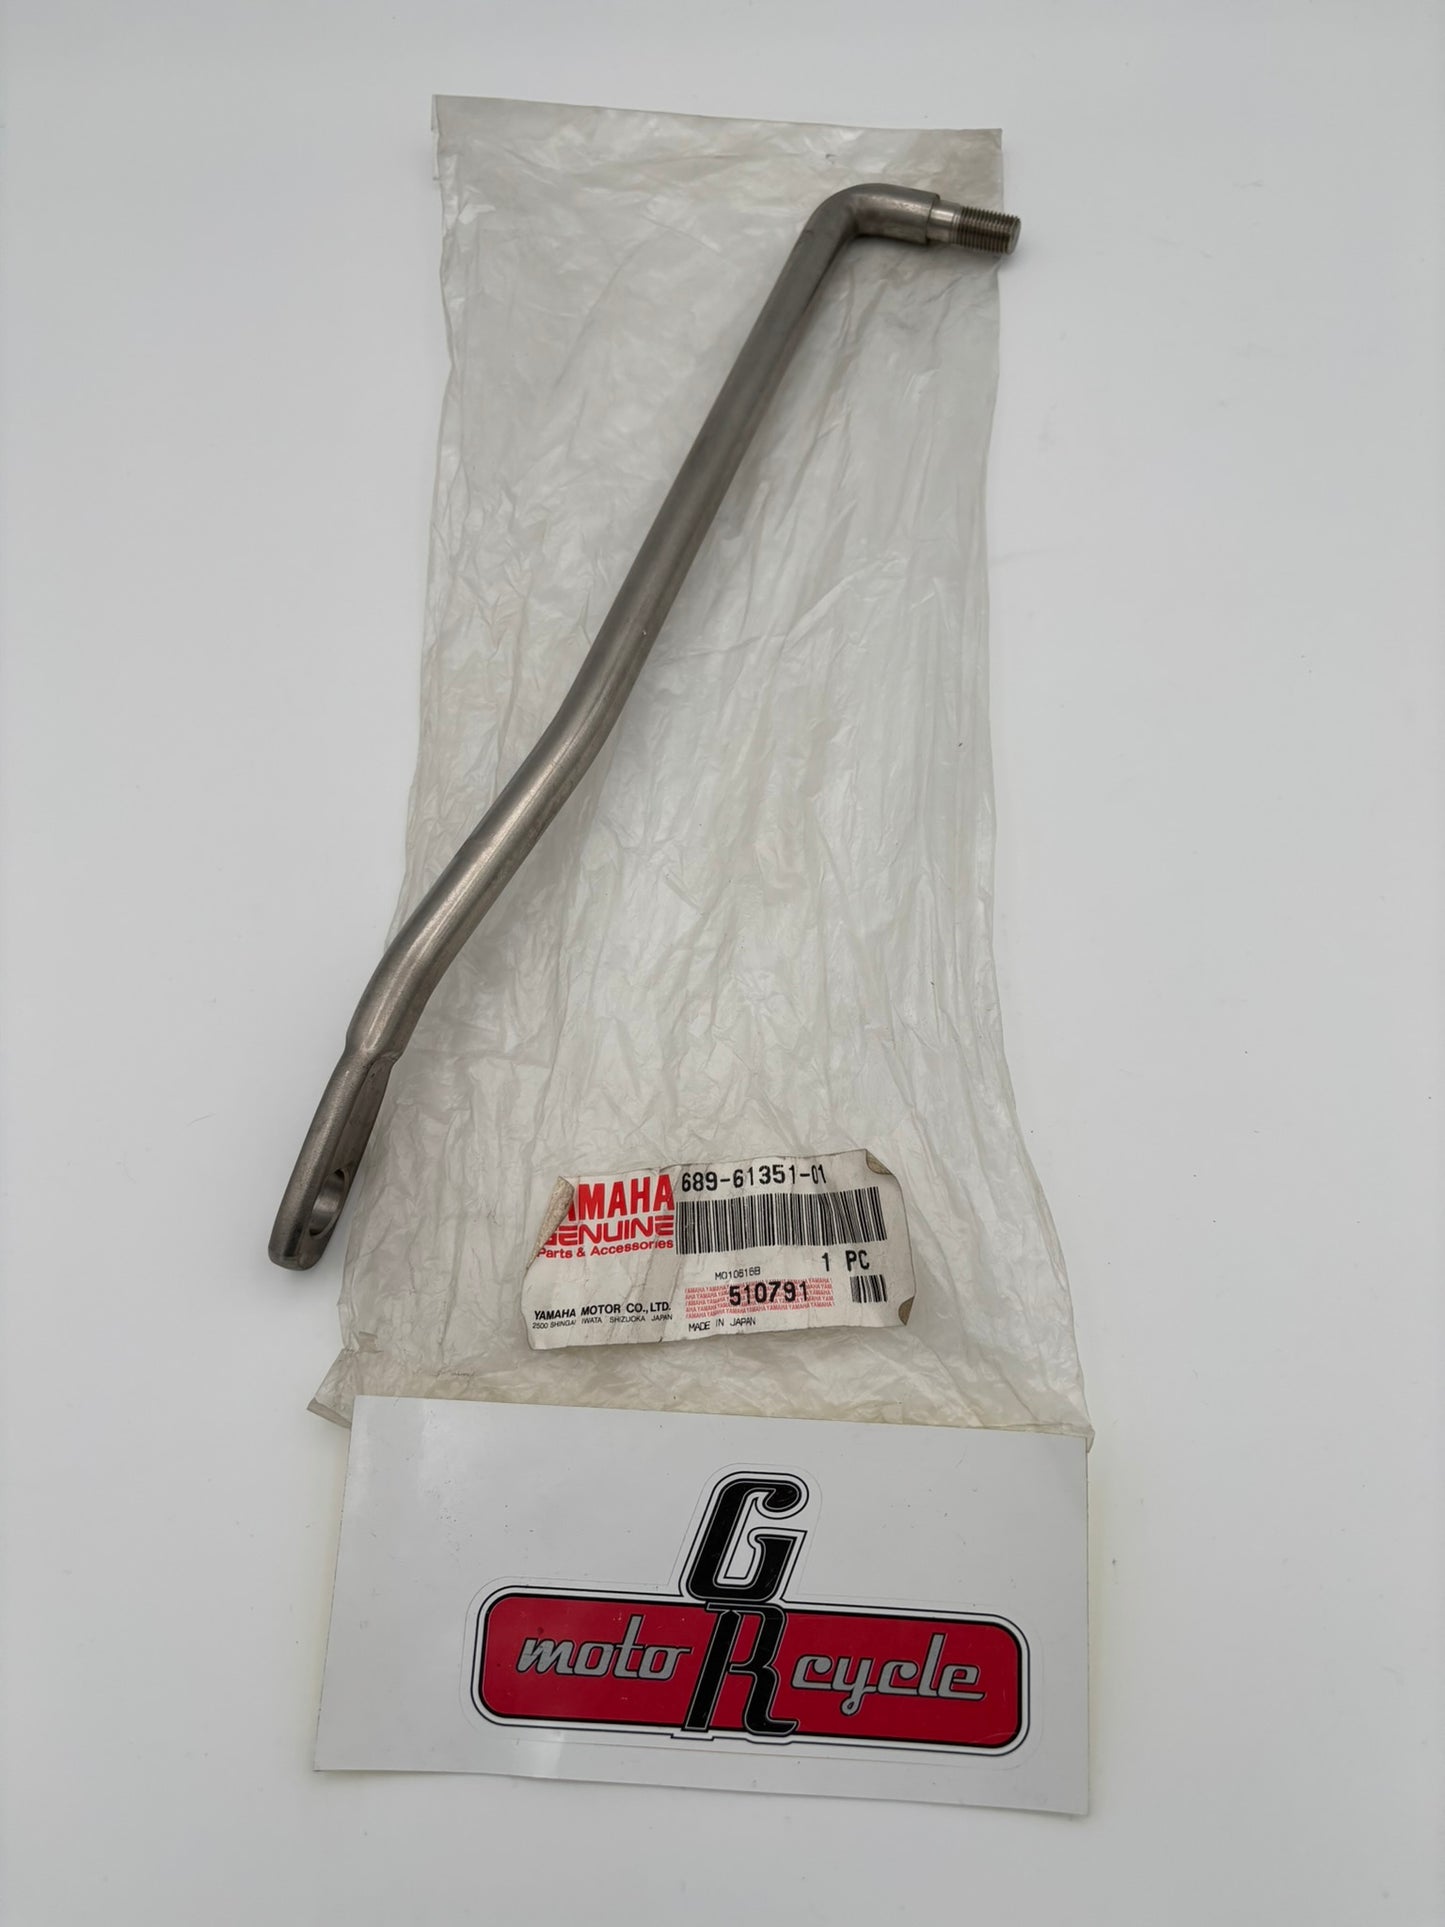 689-61351-01
AMAHA
GENUINE
Parts & Accessories
1 PC
M010616B
510791
YAMAHA MOTOR CO.,LTD.
2500 SHINGAI IWATA SHIZUOKA JAPAN
MADE IN JAPAN
G
moto R cycle